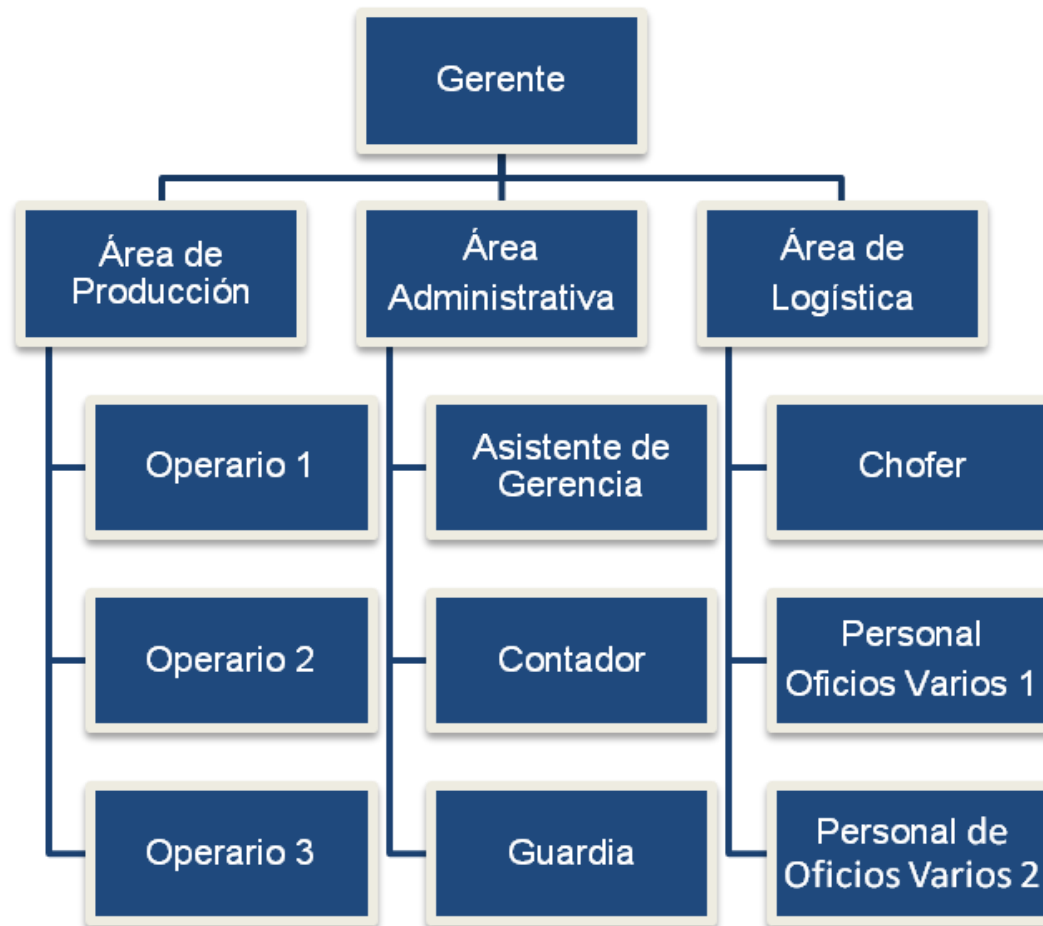 Gerente
Área de
Producción
Área
Administrativa
Área de
Logística
Operario 1
Asistente de
Gerencia
Chofer
Operario 2
Contador
Personal
Oficios Varios 1
Operario 3
Guardia
Personal de
Oficios Varios 2